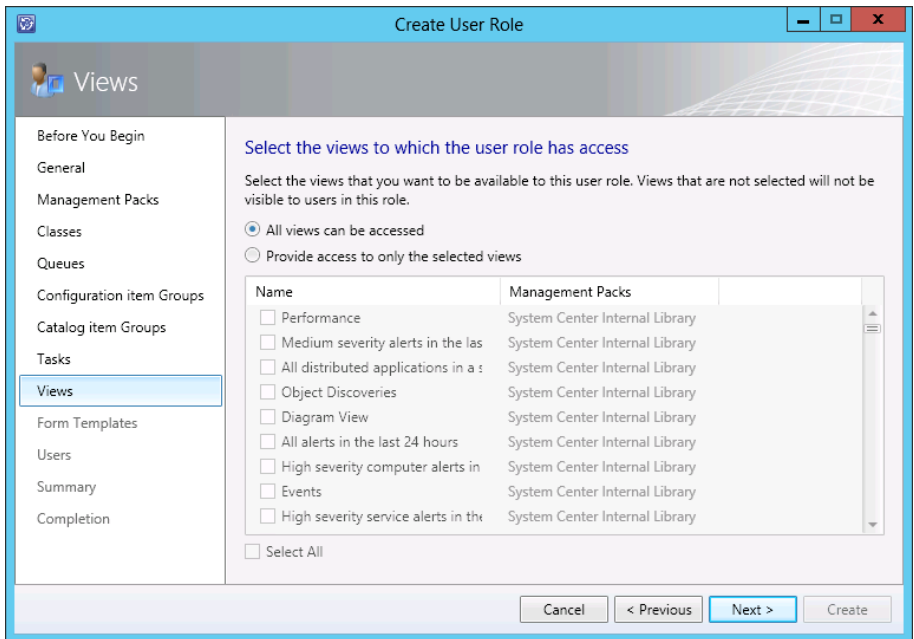 Create User Role
Views
Before You Begin
General
Management Packs
Classes
Queues
Configuration item Groups
Catalog item Groups
Tasks
Views
Form Templates
Users
Summary
Completion
Select the views to which the user role has access
Select the views that you want to be available to this user role. Views that are not selected will not be
visible to users in this role.
All views can be accessed
Provide access to only the selected views
Name Management Packs
Performance System Center Internal Library
Medium severity alerts in the las System Center Internal Library
All distributed applications in a s System Center Internal Library
Object Discoveries System Center Internal Library
Diagram View System Center Internal Library
All alerts in the last 24 hours System Center Internal Library
High severity computer alerts in System Center Internal Library
Events System Center Internal Library
High severity service alerts in the System Center Internal Library
Select All
Cancel < Previous Next > Create